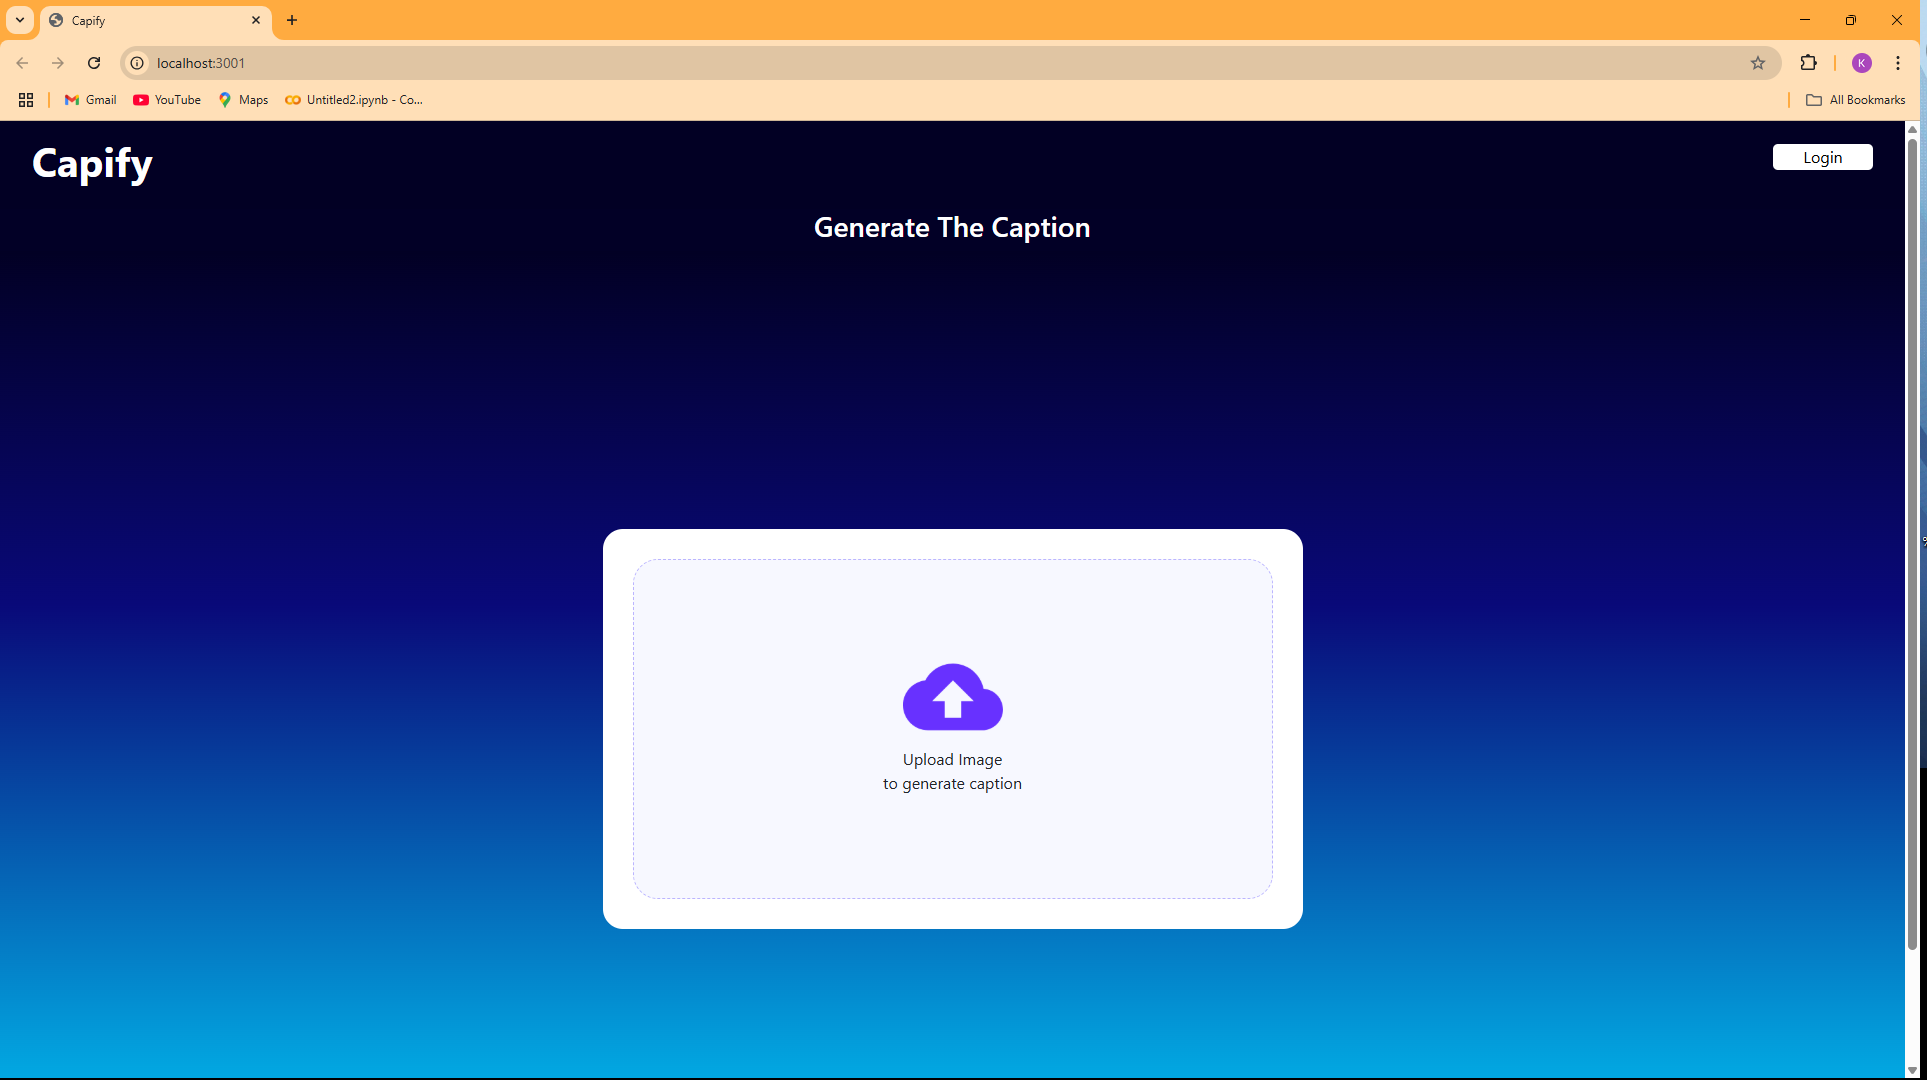 Capify
localhost:3001
K
Gmail
YouTube
Maps
Untitled2.ipynb - Co...
All Bookmarks
Capify
Login
Generate The Caption
Upload Image
to generate caption